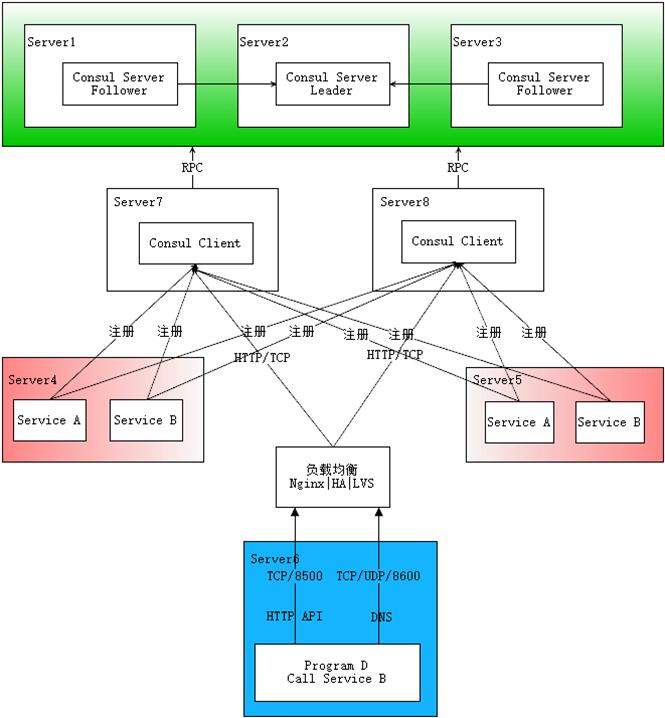 Server1
Server2
Server3
Consul Server
Follower
Consul Server
Leader
Consul Server
Follower
RPC
RPC
Server7
Server8
Consul Client
Consul Client
注册
注册
注册
注册
注册
注册
注册
注册
HTTP/TCP
HTTP/TCP
Server4
Server5
Service A
Service B
Service A
Service B
负载均衡
Nginx|HA|LVS
Server6
TCP/8500
TCP/UDP/8600
HTTP API
DNS
Program D
Call Service B